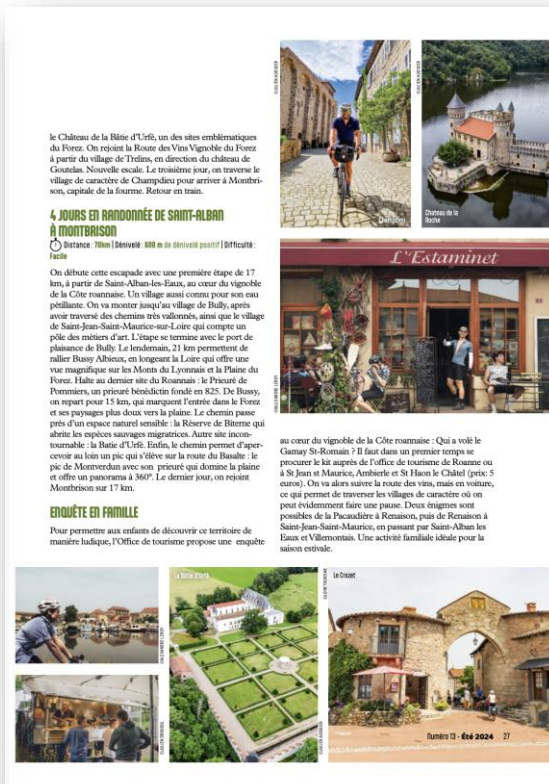 le Château de la Bâtie d'Urfé, un des sites emblématiques
du Forez. On rejoint la Route des Vins Vignoble du Forez
à partir du village de Trelins, en direction du château de
Goutelas. Nouvelle escale. Le troisième jour, on traverse le
village de caractère de Champdieu pour arriver à Montbri-
son, capitale de la fourme. Retour en train.
4 JOURS EN RANDONNÉE DE SAINT-ALBAN
À MONTBRISON
Distance : 70km | Dénivelé : 600 m de dénivelé positif | Difficulté :
Facile
On débute cette escapade avec une première étape de 17
km, à partir de Saint-Alban-les-Eaux, au cœur du vignoble
de la Côte roannaise. Un village aussi connu pour son eau
pétillante. On va monter jusqu'au village de Bully, après
avoir traversé des chemins très vallonnés, ainsi que le village
de Saint-Jean-Saint-Maurice-sur-Loire qui compte un
pôle des métiers d'art. L'étape se termine avec le port de
plaisance de Bully. Le lendemain, 21 km permettent de
rallier Bussy Albieux, en longeant la Loire qui offre une
vue magnifique sur les Monts du Lyonnais et la Plaine du
Forez. Halte au dernier site du Roannais : le Prieuré de
Pommiers, un prieuré bénédictin fondé en 825. De Bussy,
on repart pour 15 km, qui marquent l'entrée dans le Forez
et ses paysages plus doux vers la plaine. Le chemin passe
près d'un espace naturel sensible : la Réserve de Biterne qui
abrite les espèces sauvages migratrices. Autre site incon-
tournable : la Batie d'Urfé. Enfin, le chemin permet d'aper-
cevoir au loin un pic qui s'élève sur la route du Basalte : le
pic de Montverdun avec son prieuré qui domine la plaine
et offre un panorama à 360°. Le dernier jour, on rejoint
Montbrison sur 17 km.
ENQUÊTE EN FAMILLE
Pour permettre aux enfants de découvrir ce territoire de
manière ludique, l'Office de tourisme propose une enquête
Champdieu
Chateau de la
Roche
L'Estaminet
au cœur du vignoble de la Côte roannaise : Qui a volé le
Gamay St-Romain ? Il faut dans un premier temps se
procurer le kit auprès de l'office de tourisme de Roanne ou
à St Jean st Maurice, Ambierle et St Haon le Châtel (prix: 5
euros). On va alors suivre la route des vins, mais en voiture,
ce qui permet de traverser les villages de caractère où on
peut évidemment faire une pause. Deux énigmes sont
possibles de la Pacaudière à Renaison, puis de Renaison à
Saint-Jean-Saint-Maurice, en passant par Saint-Alban les
Eaux et Villemontais. Une activité familiale idéale pour la
saison estivale.
La Bâtie d'Urfé
Le Crozet
Numéro 13 - Été 2024 27